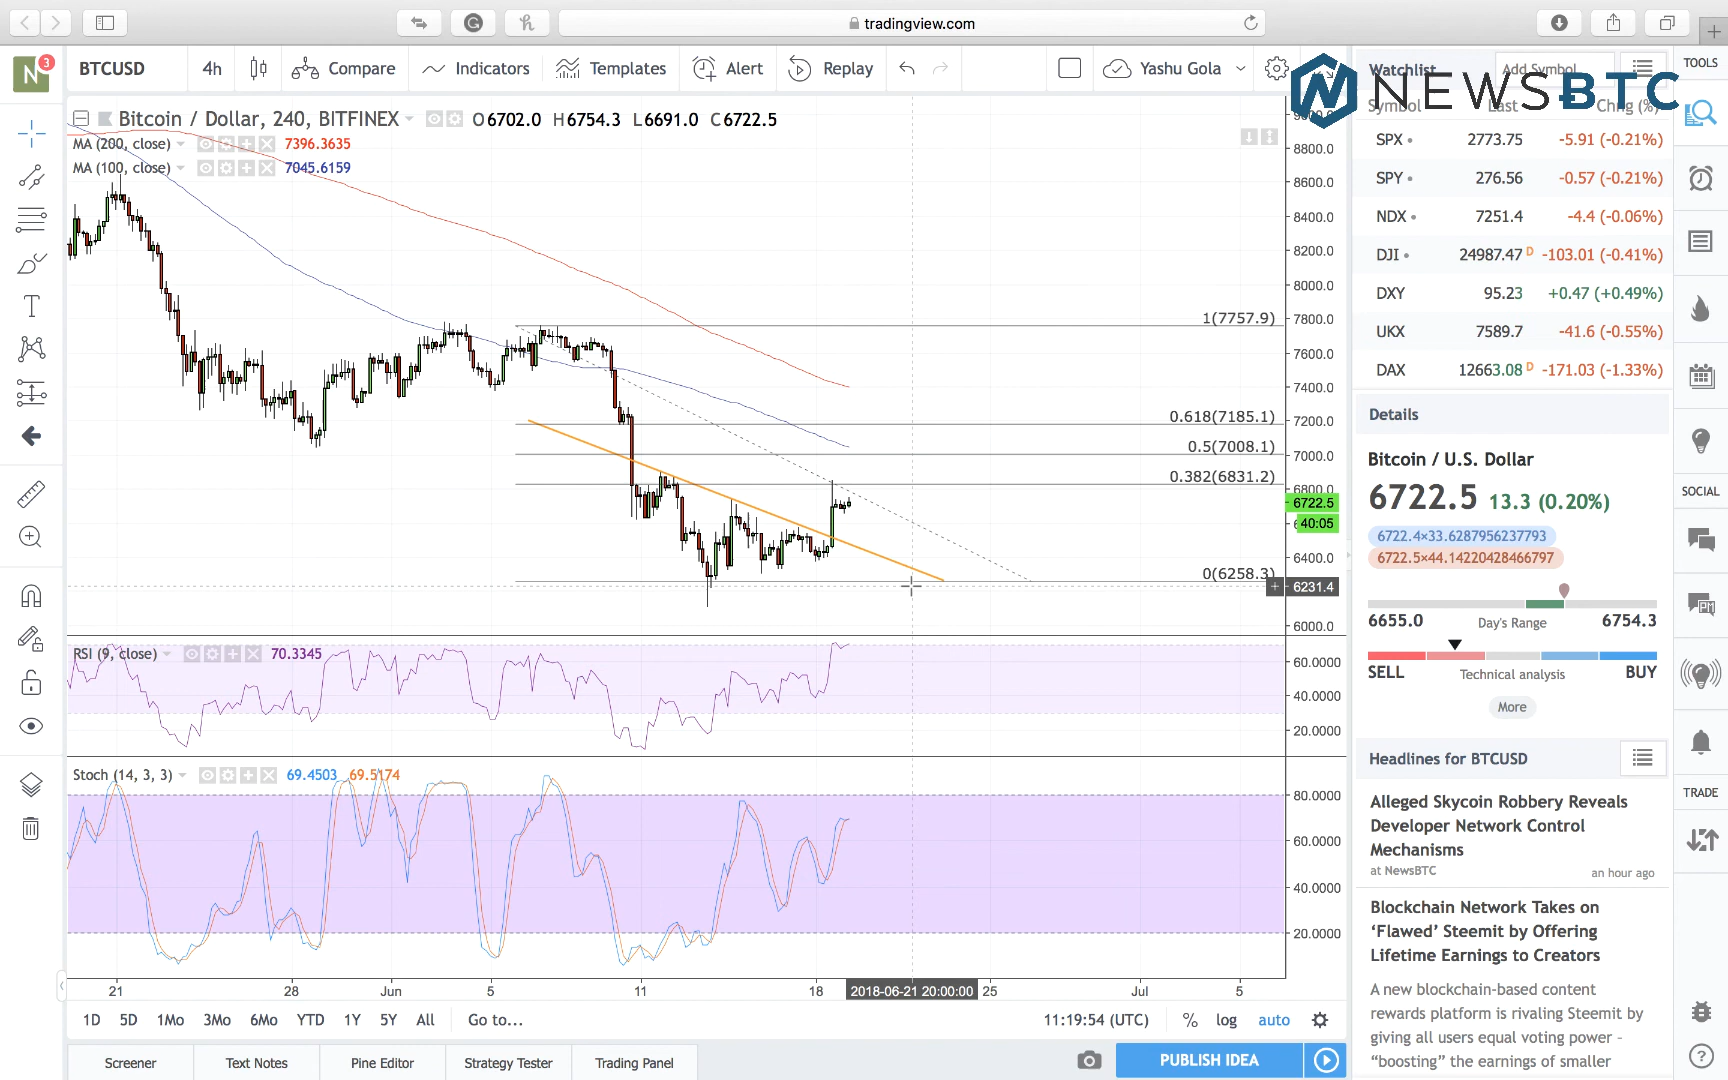 tradingview.com
N 3
BTCUSD 4h Compare Indicators Templates Alert Replay Yashu Gola
NEWSBTC
Watchlist Add Symbol
Symbol Last Chng (%)
TOOLS
Bitcoin / Dollar, 240, BITFINEX O6702.0 H6754.3 L6691.0 C6722.5
MA (200, close) 7396.3635
MA (100, close) 7045.6159
8800.0
8600.0
8400.0
8200.0
8000.0
7800.0
7600.0
7400.0
7200.0
7000.0
6800.0
6722.5
40:05
6400.0
6231.4
6000.0
1(7757.9)
0.618(7185.1)
0.5(7008.1)
0.382(6831.2)
0(6258.3)
RSI (9, close) 70.3345
60.0000
40.0000
20.0000
Stoch (14, 3, 3) 69.4503 69.5174
80.0000
60.0000
40.0000
20.0000
21 28 Jun 5 11 18 2018-06-21 20:00:00 25 Jul 5
1D 5D 1Mo 3Mo 6Mo YTD 1Y 5Y All Go to... 11:19:54 (UTC) % log auto
Screener Text Notes Pine Editor Strategy Tester Trading Panel PUBLISH IDEA
SPX 2773.75 -5.91 (-0.21%)
SPY 276.56 -0.57 (-0.21%)
NDX 7251.4 -4.4 (-0.06%)
DJI 24987.47 D -103.01 (-0.41%)
DXY 95.23 +0.47 (+0.49%)
UKX 7589.7 -41.6 (-0.55%)
DAX 12663.08 D -171.03 (-1.33%)
Details
Bitcoin / U.S. Dollar
6722.5 13.3 (0.20%)
6722.4×33.6287956237793
6722.5×44.14220428466797
6655.0 Day's Range 6754.3
SELL Technical analysis BUY
More
Headlines for BTCUSD
Alleged Skycoin Robbery Reveals
Developer Network Control
Mechanisms
at NewsBTC an hour ago
Blockchain Network Takes on
‘Flawed’ Steemit by Offering
Lifetime Earnings to Creators
A new blockchain-based content
rewards platform is rivaling Steemit by
giving all users equal voting power -
“boosting” the earnings of smaller
SOCIAL
PM
TRADE